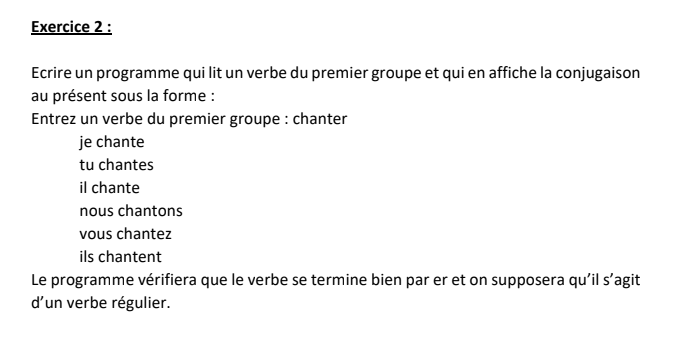 Exercice 2 :
Ecrire un programme qui lit un verbe du premier groupe et qui en affiche la conjugaison
au présent sous la forme :
Entrez un verbe du premier groupe : chanter
je chante
tu chantes
il chante
nous chantons
vous chantez
ils chantent
Le programme vérifiera que le verbe se termine bien par er et on supposera qu’il s’agit
d’un verbe régulier.